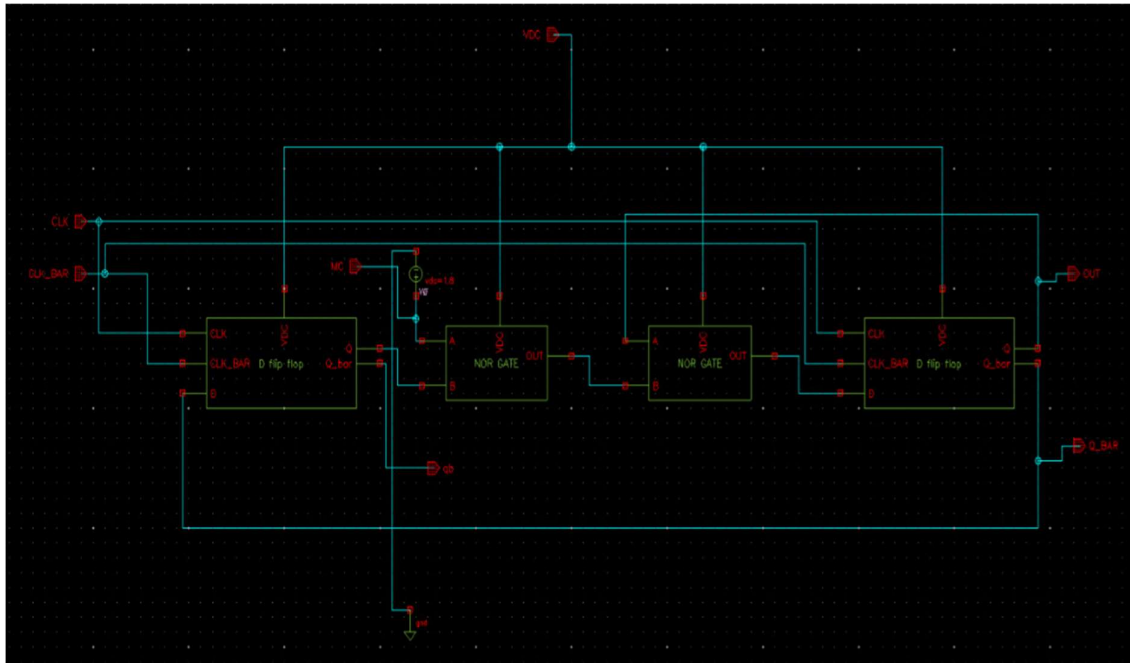 VDC
CLK
CLK_BAR
MC
vdc=1.8
V0
OUT
CLK
VDC
CLK_BAR
D flip flop
Q
Q_bar
D
A
VDC
NOR GATE
OUT
B
A
VDC
NOR GATE
OUT
B
CLK
VDC
CLK_BAR
D flip flop
Q
Q_bar
D
qb
Q_BAR
gnd